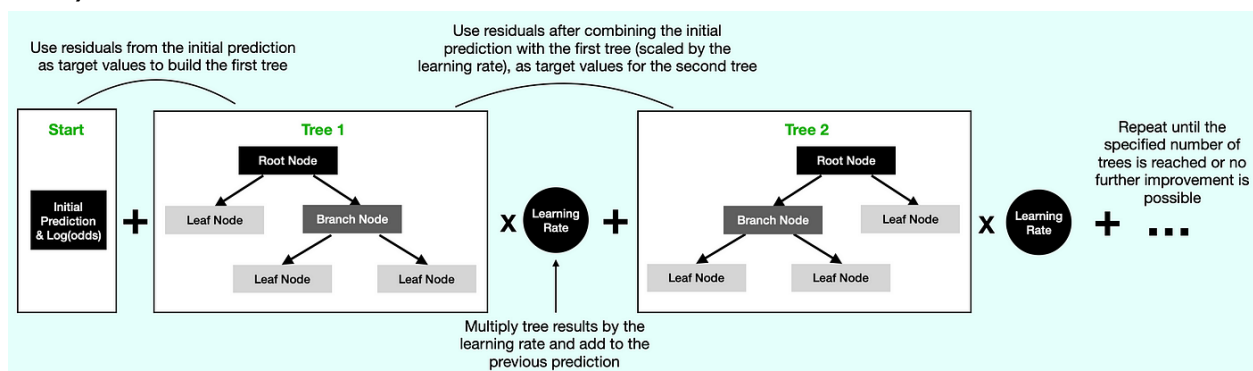 Use residuals from the initial prediction
as target values to build the first tree
Use residuals after combining the initial
prediction with the first tree (scaled by the
learning rate), as target values for the second tree
Start
Initial
Prediction
& Log(odds)
+
Tree 1
Root Node
Leaf Node
Branch Node
Leaf Node
Leaf Node
x
Learning
Rate
Multiply tree results by the
learning rate and add to the
previous prediction
+
Tree 2
Root Node
Branch Node
Leaf Node
Leaf Node
Leaf Node
x
Learning
Rate
+
...
Repeat until the
specified number of
trees is reached or no
further improvement is
possible